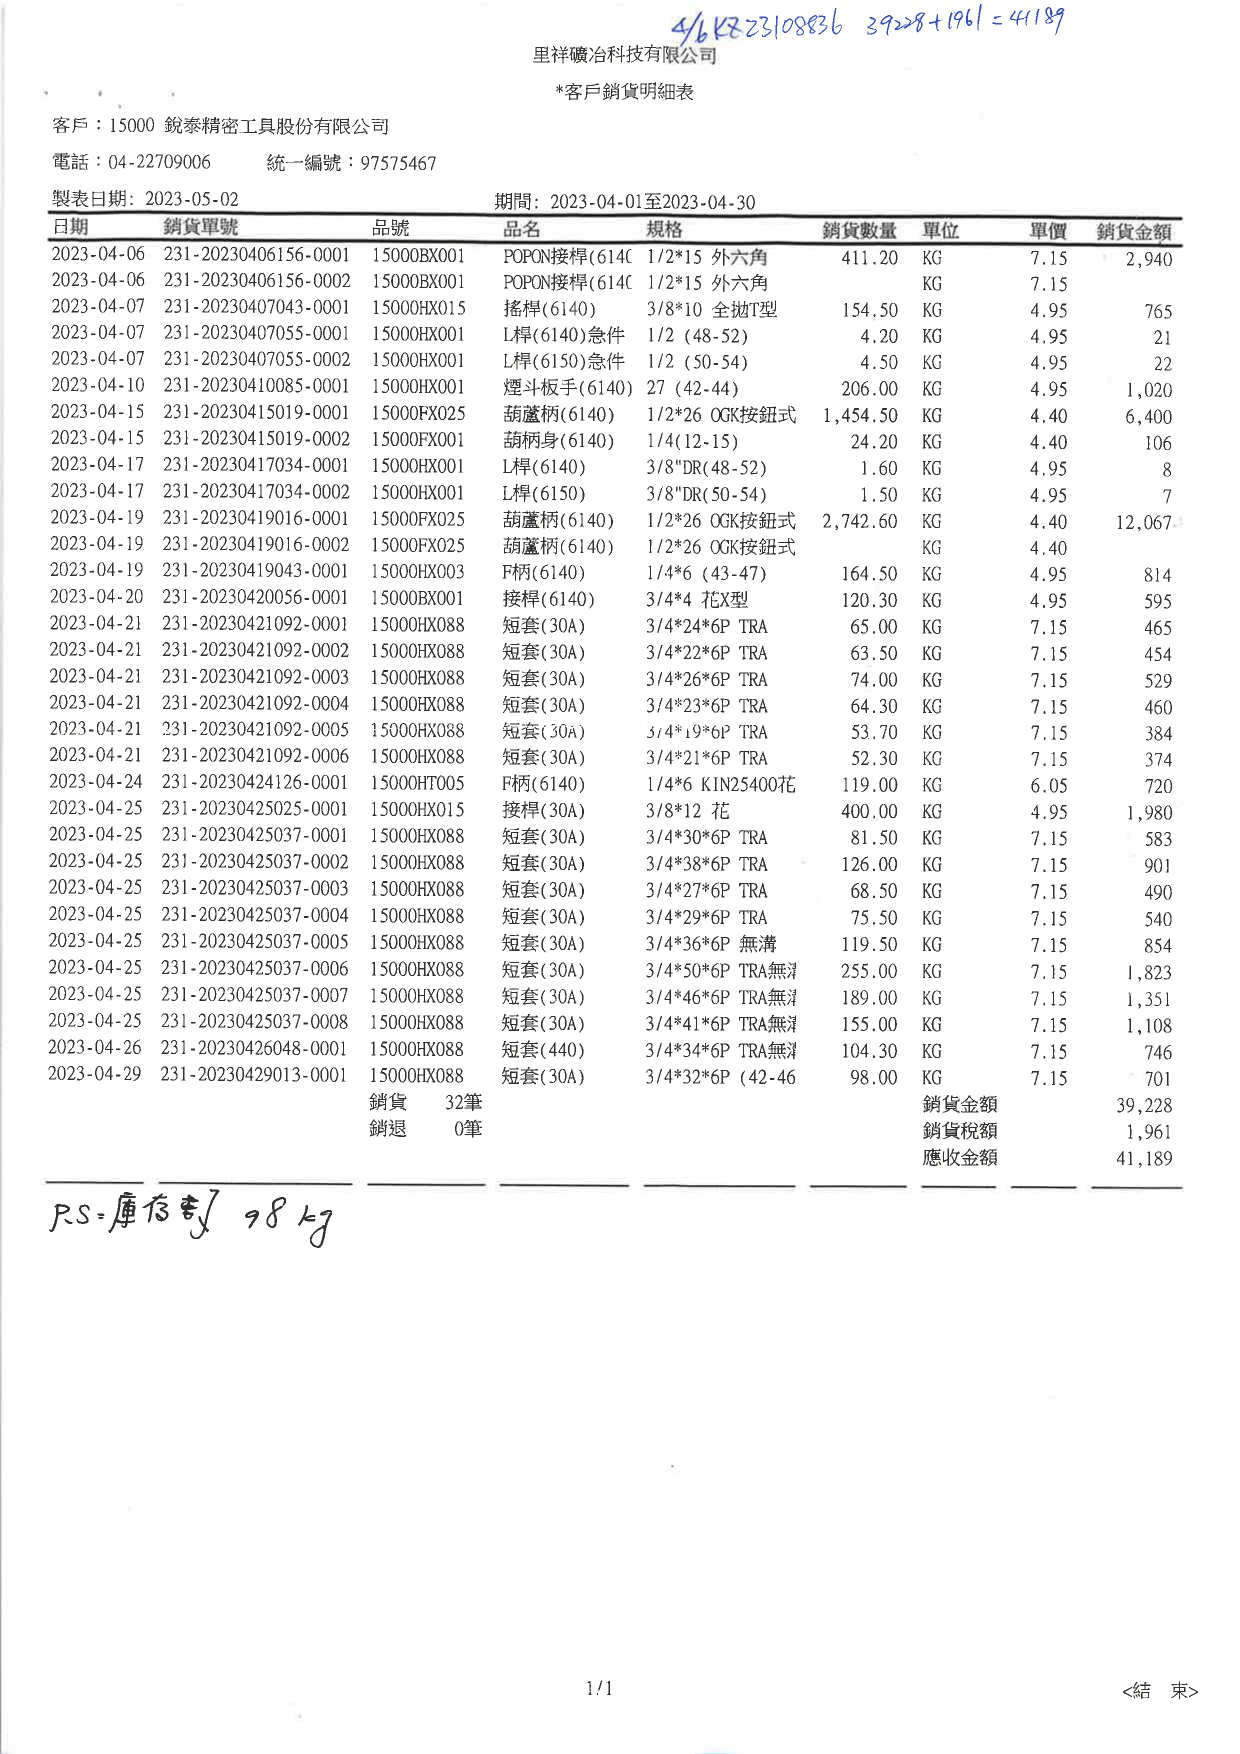 4/6 KZ23108836 39228+1961=41189
里祥礦冶科技有限公司
*客戶銷貨明細表
客戶：15000 銳泰精密工具股份有限公司
電話：04-22709006 統一編號：97575467
製表日期: 2023-05-02 期間: 2023-04-01至2023-04-30
日期 銷貨單號 品號 品名 規格 銷貨數量 單位 單價 銷貨金額
2023-04-06 231-20230406156-0001 15000BX001 POPON接桿(6140 1/2*15 外六角 411.20 KG 7.15 2,940
2023-04-06 231-20230406156-0002 15000BX001 POPON接桿(6140 1/2*15 外六角 KG 7.15
2023-04-07 231-20230407043-0001 15000HX015 搖桿(6140) 3/8*10 全拋T型 154.50 KG 4.95 765
2023-04-07 231-20230407055-0001 15000HX001 L桿(6140)急件 1/2 (48-52) 4.20 KG 4.95 21
2023-04-07 231-20230407055-0002 15000HX001 L桿(6150)急件 1/2 (50-54) 4.50 KG 4.95 22
2023-04-10 231-20230410085-0001 15000HX001 煙斗板手(6140) 27 (42-44) 206.00 KG 4.95 1,020
2023-04-15 231-20230415019-0001 15000FX025 葫蘆柄(6140) 1/2*26 OGK按鈕式 1,454.50 KG 4.40 6,400
2023-04-15 231-20230415019-0002 15000FX001 葫柄身(6140) 1/4(12-15) 24.20 KG 4.40 106
2023-04-17 231-20230417034-0001 15000HX001 L桿(6140) 3/8"DR(48-52) 1.60 KG 4.95 8
2023-04-17 231-20230417034-0002 15000HX001 L桿(6150) 3/8"DR(50-54) 1.50 KG 4.95 7
2023-04-19 231-20230419016-0001 15000FX025 葫蘆柄(6140) 1/2*26 OGK按鈕式 2,742.60 KG 4.40 12,067
2023-04-19 231-20230419016-0002 15000FX025 葫蘆柄(6140) 1/2*26 OGK按鈕式 KG 4.40
2023-04-19 231-20230419043-0001 15000HX003 F柄(6140) 1/4*6 (43-47) 164.50 KG 4.95 814
2023-04-20 231-20230420056-0001 15000BX001 接桿(6140) 3/4*4 花X型 120.30 KG 4.95 595
2023-04-21 231-20230421092-0001 15000HX088 短套(30A) 3/4*24*6P TRA 65.00 KG 7.15 465
2023-04-21 231-20230421092-0002 15000HX088 短套(30A) 3/4*22*6P TRA 63.50 KG 7.15 454
2023-04-21 231-20230421092-0003 15000HX088 短套(30A) 3/4*26*6P TRA 74.00 KG 7.15 529
2023-04-21 231-20230421092-0004 15000HX088 短套(30A) 3/4*23*6P TRA 64.30 KG 7.15 460
2023-04-21 231-20230421092-0005 15000HX088 短套(30A) 3/4*19*6P TRA 53.70 KG 7.15 384
2023-04-21 231-20230421092-0006 15000HX088 短套(30A) 3/4*21*6P TRA 52.30 KG 7.15 374
2023-04-24 231-20230424126-0001 15000HT005 F柄(6140) 1/4*6 KIN25400花 119.00 KG 6.05 720
2023-04-25 231-20230425025-0001 15000HX015 接桿(30A) 3/8*12 花 400.00 KG 4.95 1,980
2023-04-25 231-20230425037-0001 15000HX088 短套(30A) 3/4*30*6P TRA 81.50 KG 7.15 583
2023-04-25 231-20230425037-0002 15000HX088 短套(30A) 3/4*38*6P TRA 126.00 KG 7.15 901
2023-04-25 231-20230425037-0003 15000HX088 短套(30A) 3/4*27*6P TRA 68.50 KG 7.15 490
2023-04-25 231-20230425037-0004 15000HX088 短套(30A) 3/4*29*6P TRA 75.50 KG 7.15 540
2023-04-25 231-20230425037-0005 15000HX088 短套(30A) 3/4*36*6P 無溝 119.50 KG 7.15 854
2023-04-25 231-20230425037-0006 15000HX088 短套(30A) 3/4*50*6P TRA無溝 255.00 KG 7.15 1,823
2023-04-25 231-20230425037-0007 15000HX088 短套(30A) 3/4*46*6P TRA無溝 189.00 KG 7.15 1,351
2023-04-25 231-20230425037-0008 15000HX088 短套(30A) 3/4*41*6P TRA無溝 155.00 KG 7.15 1,108
2023-04-26 231-20230426048-0001 15000HX088 短套(440) 3/4*34*6P TRA無溝 104.30 KG 7.15 746
2023-04-29 231-20230429013-0001 15000HX088 短套(30A) 3/4*32*6P (42-46 98.00 KG 7.15 701
銷貨 32筆 銷貨金額 39,228
銷退 0筆 銷貨稅額 1,961
應收金額 41,189
P.S=庫存 98 kg
1/1 <結 束>